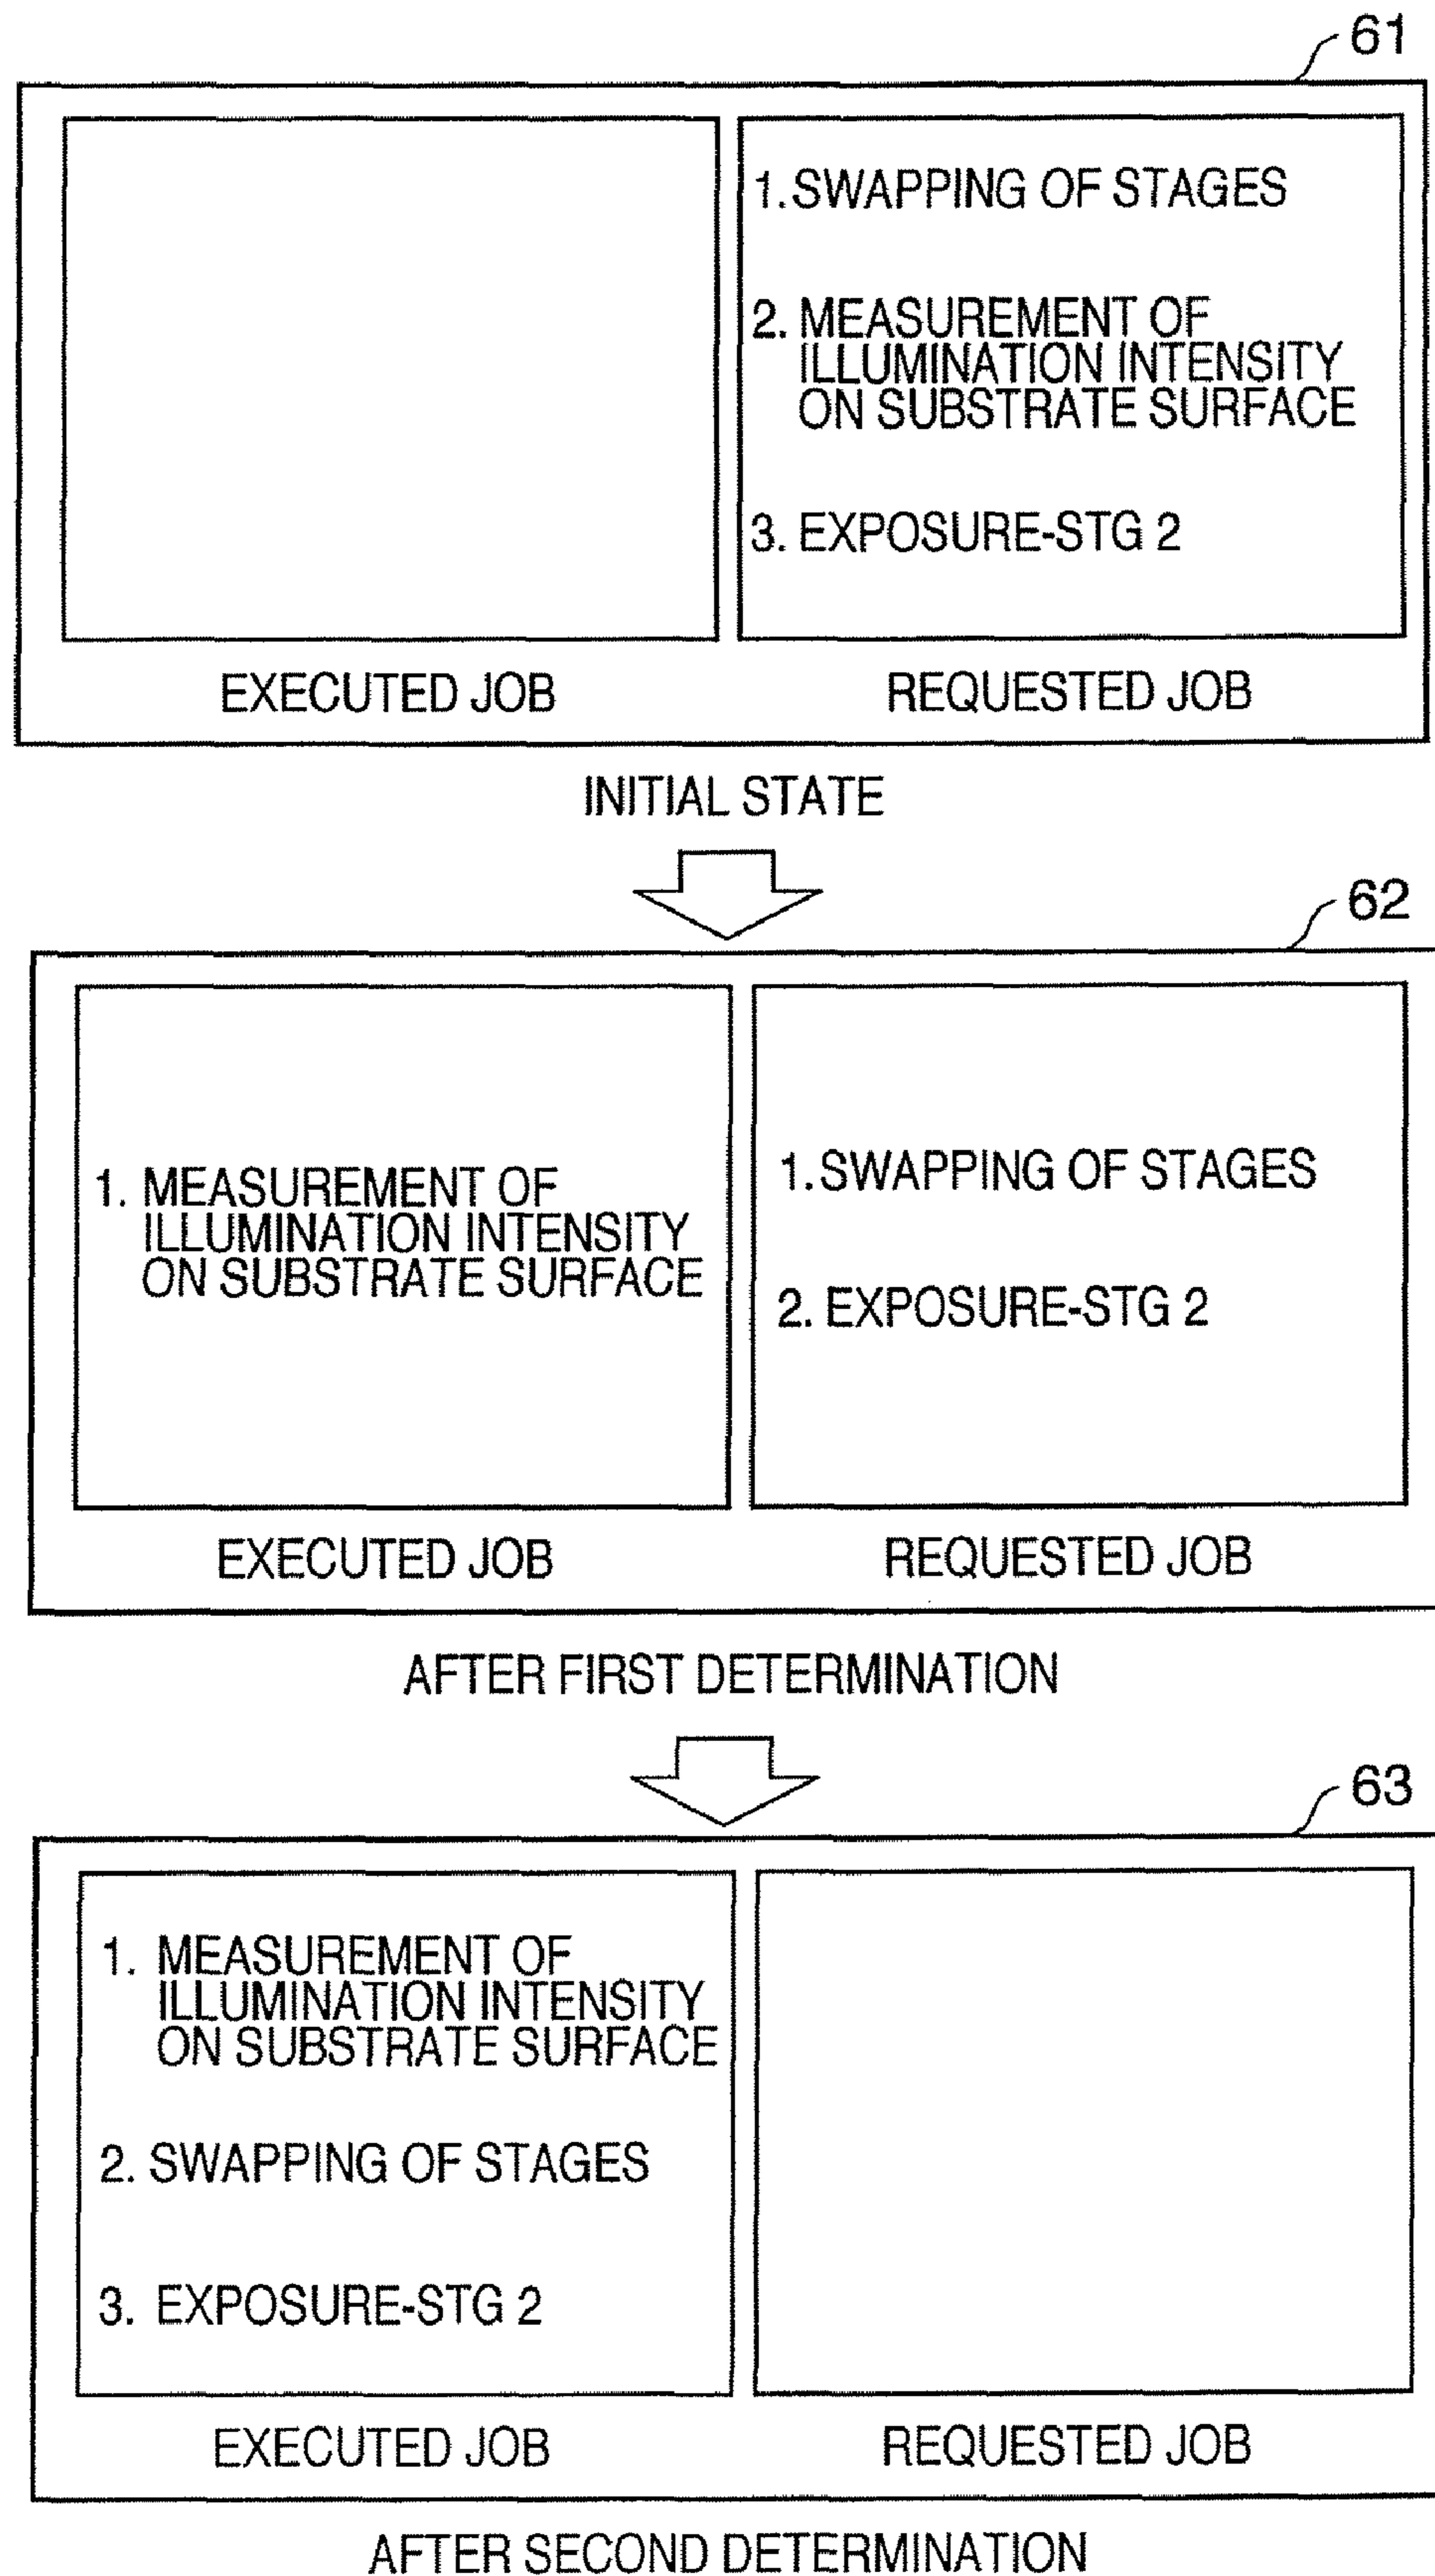 61
1. SWAPPING OF STAGES
2. MEASUREMENT OF
ILLUMINATION INTENSITY
ON SUBSTRATE SURFACE
3. EXPOSURE-STG 2
EXECUTED JOB
REQUESTED JOB
INITIAL STATE
62
1. MEASUREMENT OF
ILLUMINATION INTENSITY
ON SUBSTRATE SURFACE
1. SWAPPING OF STAGES
2. EXPOSURE-STG 2
EXECUTED JOB
REQUESTED JOB
AFTER FIRST DETERMINATION
63
1. MEASUREMENT OF
ILLUMINATION INTENSITY
ON SUBSTRATE SURFACE
2. SWAPPING OF STAGES
3. EXPOSURE-STG 2
EXECUTED JOB
REQUESTED JOB
AFTER SECOND DETERMINATION